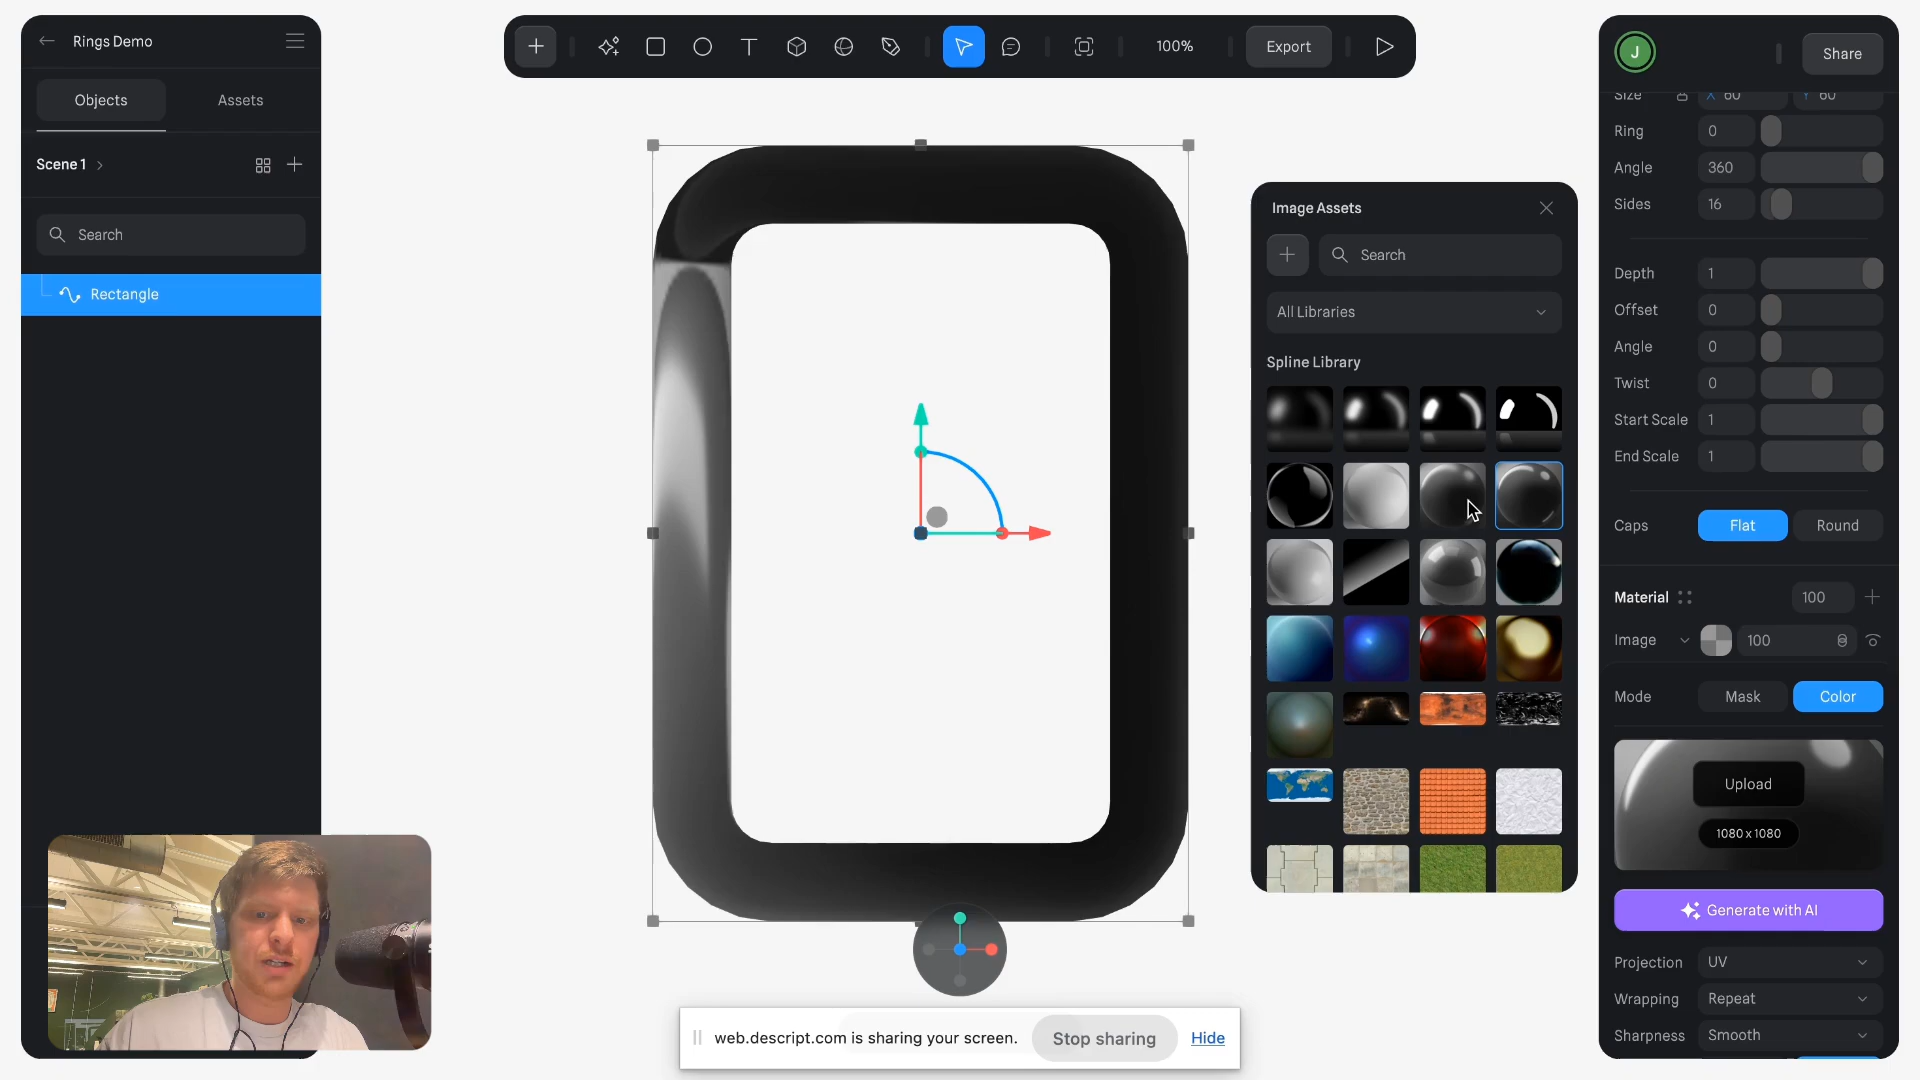 Rings Demo
Objects
Assets
Scene 1
Search
Rectangle
T
100%
Export
J
Share
Size
X 60
Y 60
Ring
0
Angle
360
Sides
16
Depth
1
Offset
0
Angle
0
Twist
0
Start Scale
1
End Scale
1
Caps
Flat
Round
Material
100
Image
100
Mode
Mask
Color
Upload
1080 x 1080
Generate with AI
Projection
UV
Wrapping
Repeat
Sharpness
Smooth
Image Assets
Search
All Libraries
Spline Library
web.descript.com is sharing your screen.
Stop sharing
Hide